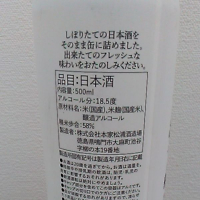 しぼりたての日本酒を
そのまま缶に詰めました。
出来たてのフレッシュな
味わいをおたのしみください。
品目：日本酒
内容量：500ml
アルコール分：18.5度
原材料名：米(国産)、米麹(国産米)、
醸造アルコール
精米歩合：58%
株式会社本家松浦酒造場
徳島県鳴門市大麻町池谷
字柳の本19番地
製造年月